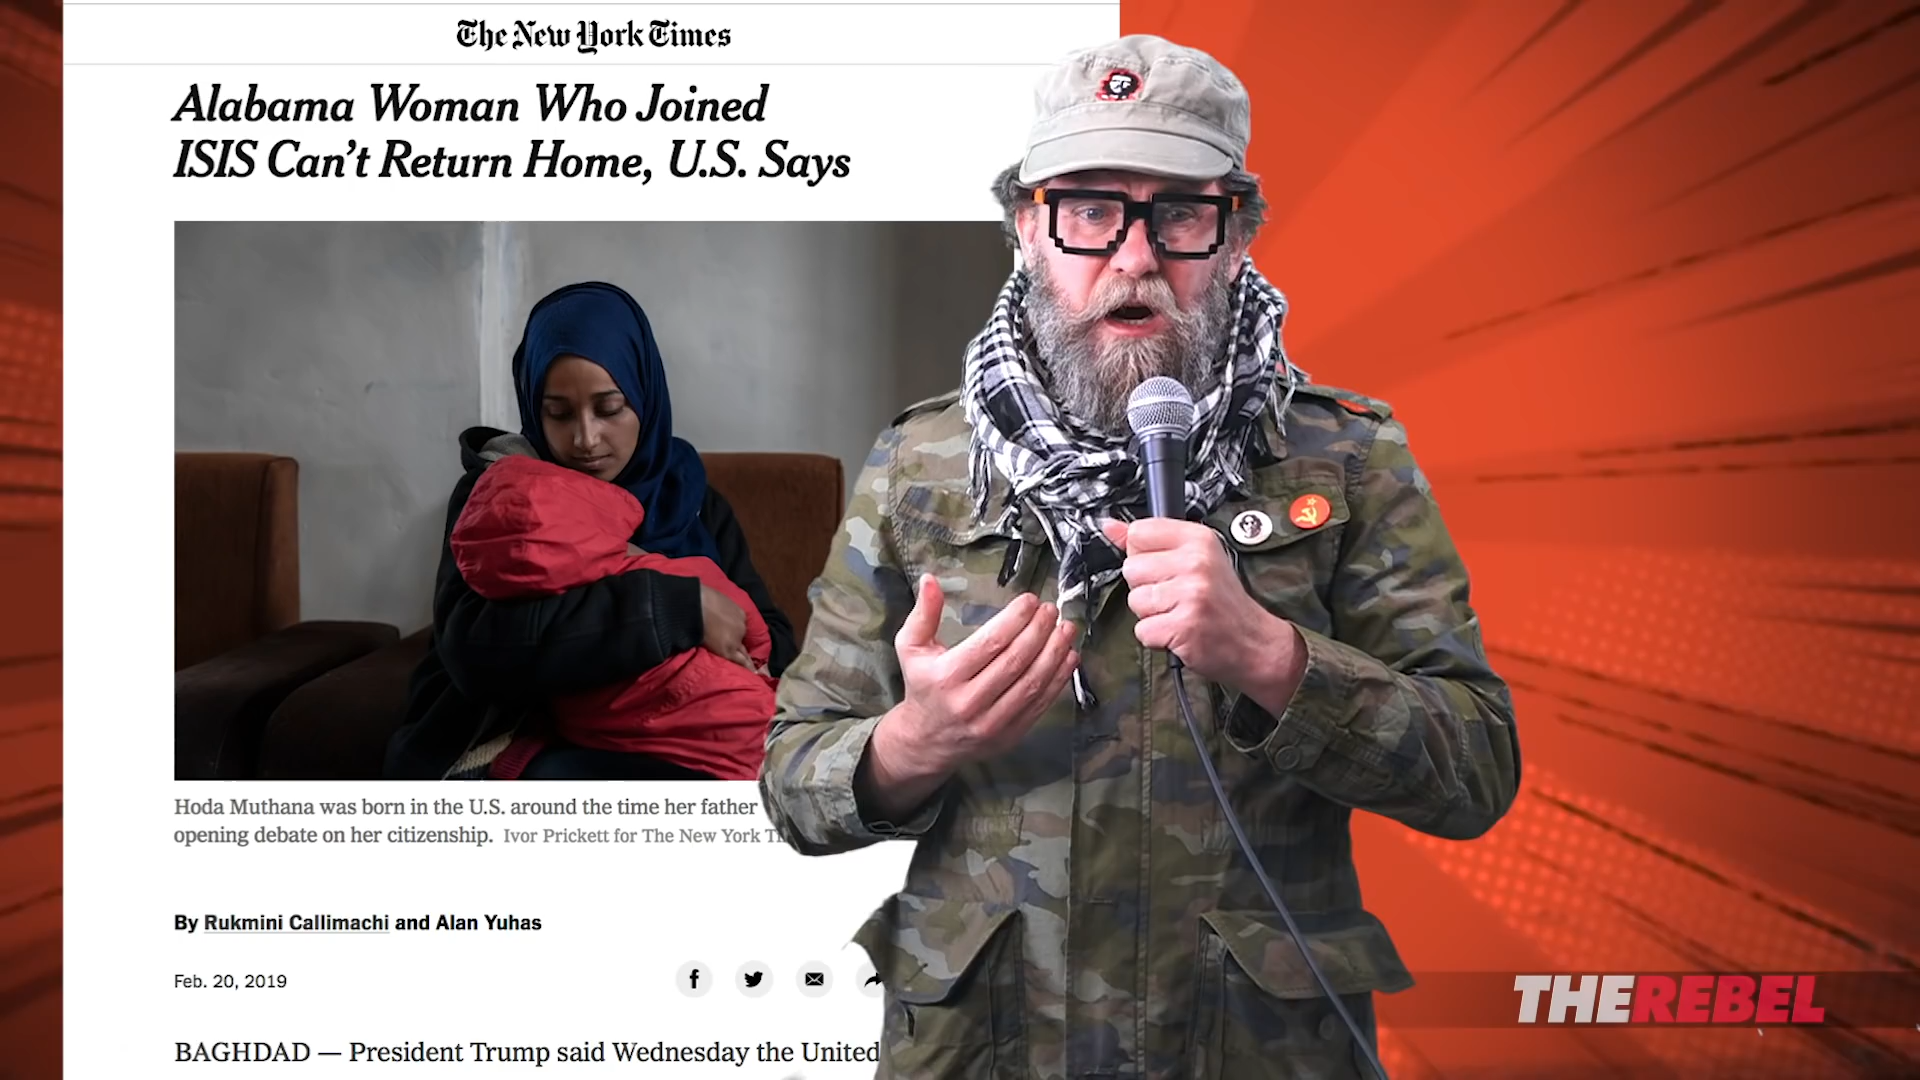 The New York Times
Alabama Woman Who Joined
ISIS Can't Return Home, U.S. Says
Hoda Muthana was born in the U.S. around the time her father
opening debate on her citizenship. Ivor Prickett for The New York
By Rukmini Callimachi and Alan Yuhas
Feb. 20, 2019
BAGHDAD — President Trump said Wednesday the United
THE REBEL